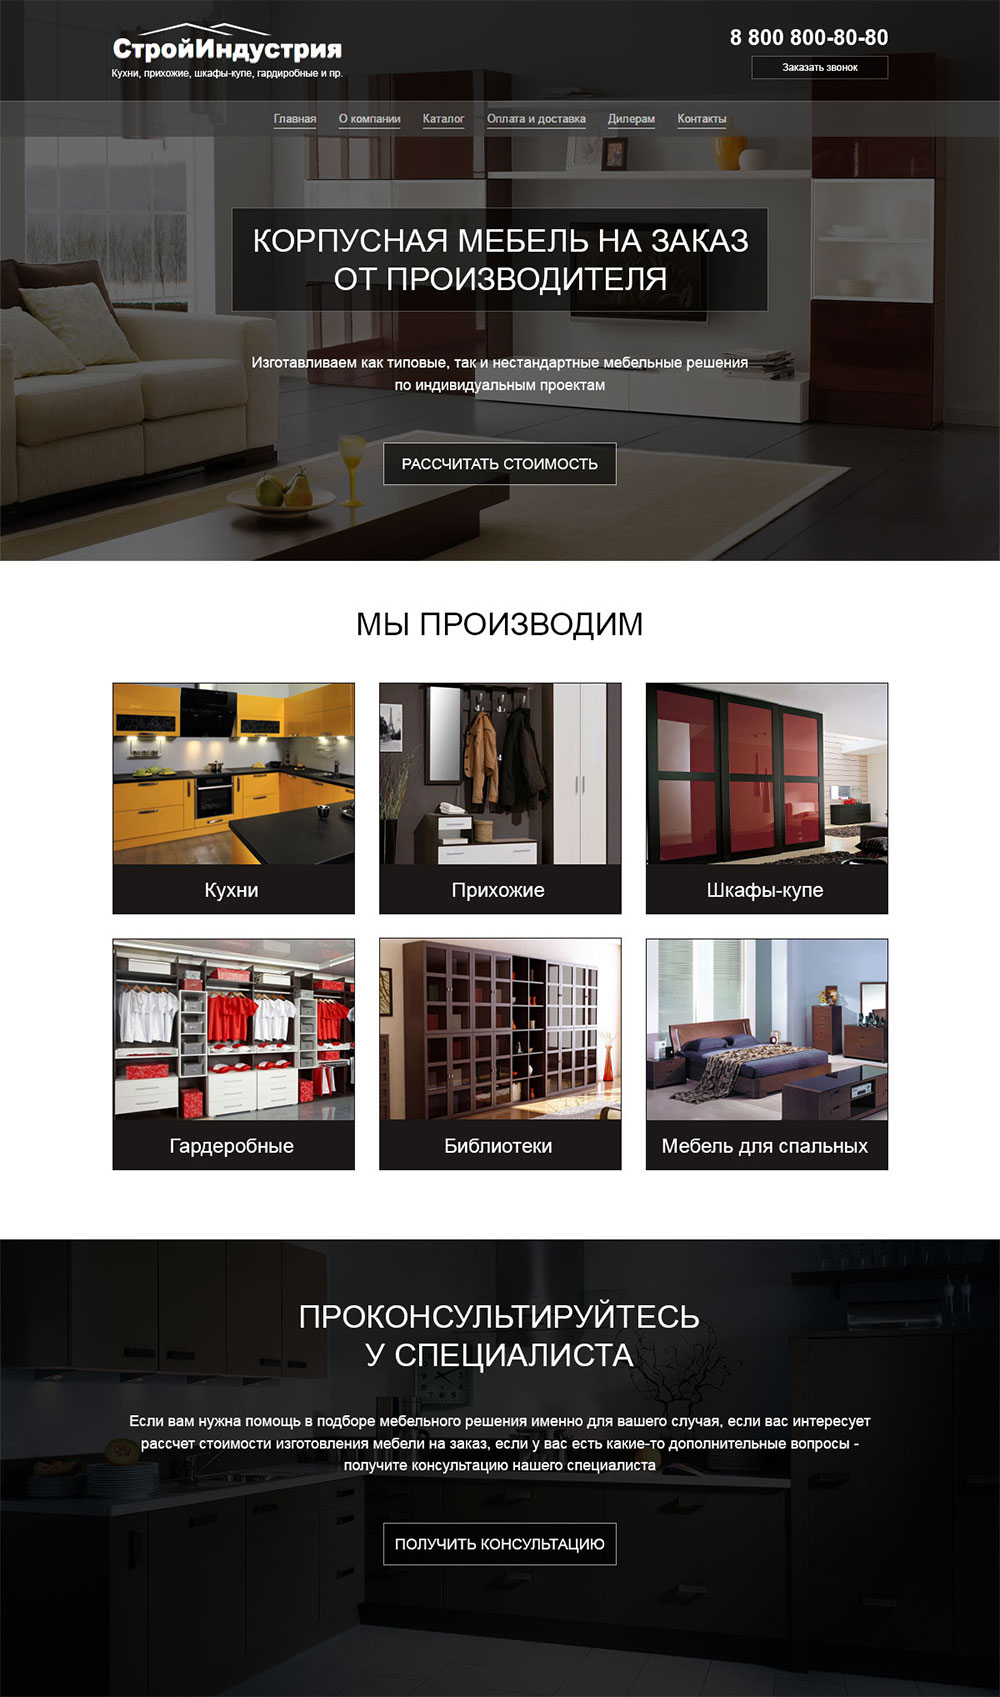 СтройИндустрия
Кухни, прихожие, шкафы-купе, гардиробные и пр.
8 800 800-80-80
Заказать звонок
Главная О компании Каталог Оплата и доставка Дилерам Контакты
КОРПУСНАЯ МЕБЕЛЬ НА ЗАКАЗ
ОТ ПРОИЗВОДИТЕЛЯ
Изготавливаем как типовые, так и нестандартные мебельные решения
по индивидуальным проектам
РАССЧИТАТЬ СТОИМОСТЬ
МЫ ПРОИЗВОДИМ
Кухни
Прихожие
Шкафы-купе
Гардеробные
Библиотеки
Мебель для спальных
ПРОКОНСУЛЬТИРУЙТЕСЬ
У СПЕЦИАЛИСТА
Если вам нужна помощь в подборе мебельного решения именно для вашего случая, если вас интересует
рассчет стоимости изготовления мебели на заказ, если у вас есть какие-то дополнительные вопросы -
получите консультацию нашего специалиста
ПОЛУЧИТЬ КОНСУЛЬТАЦИЮ